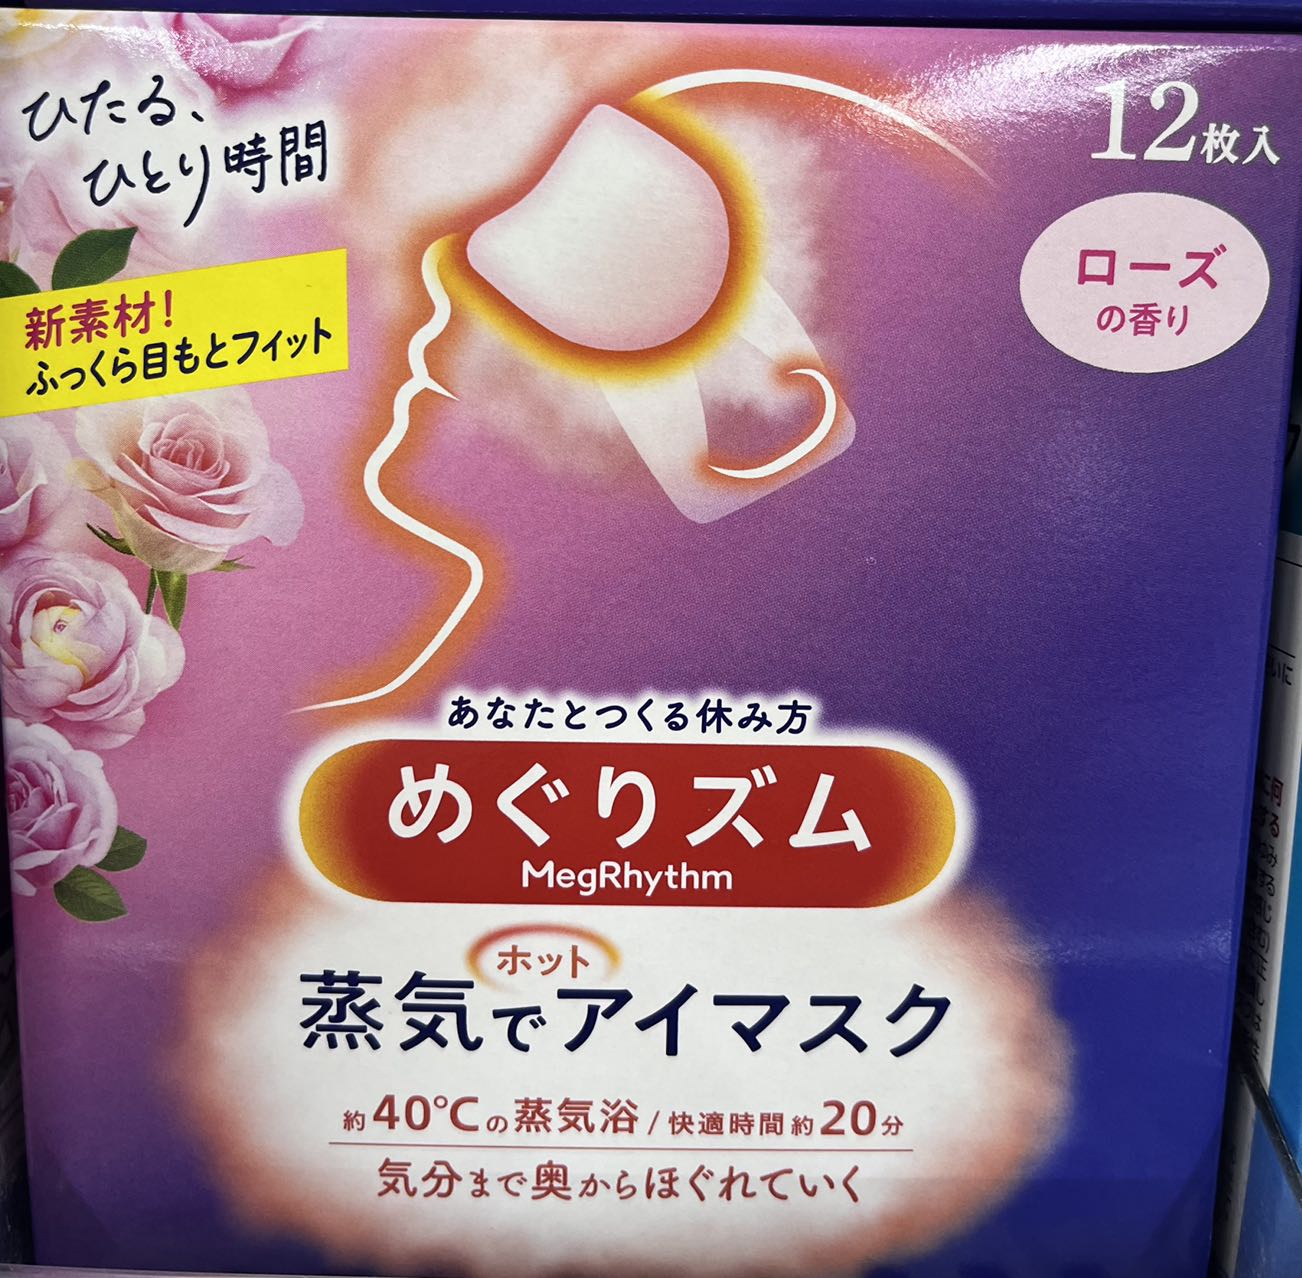 ひたる、
ひとり時間
12枚入
ローズ
の香り
新素材!
ふっくら目もとフィット
あなたとつくる休み方
めぐりズム
MegRhythm
ホット
蒸気でアイマスク
約40℃の蒸気浴/快適時間約20分
気分まで奥からほぐれていく